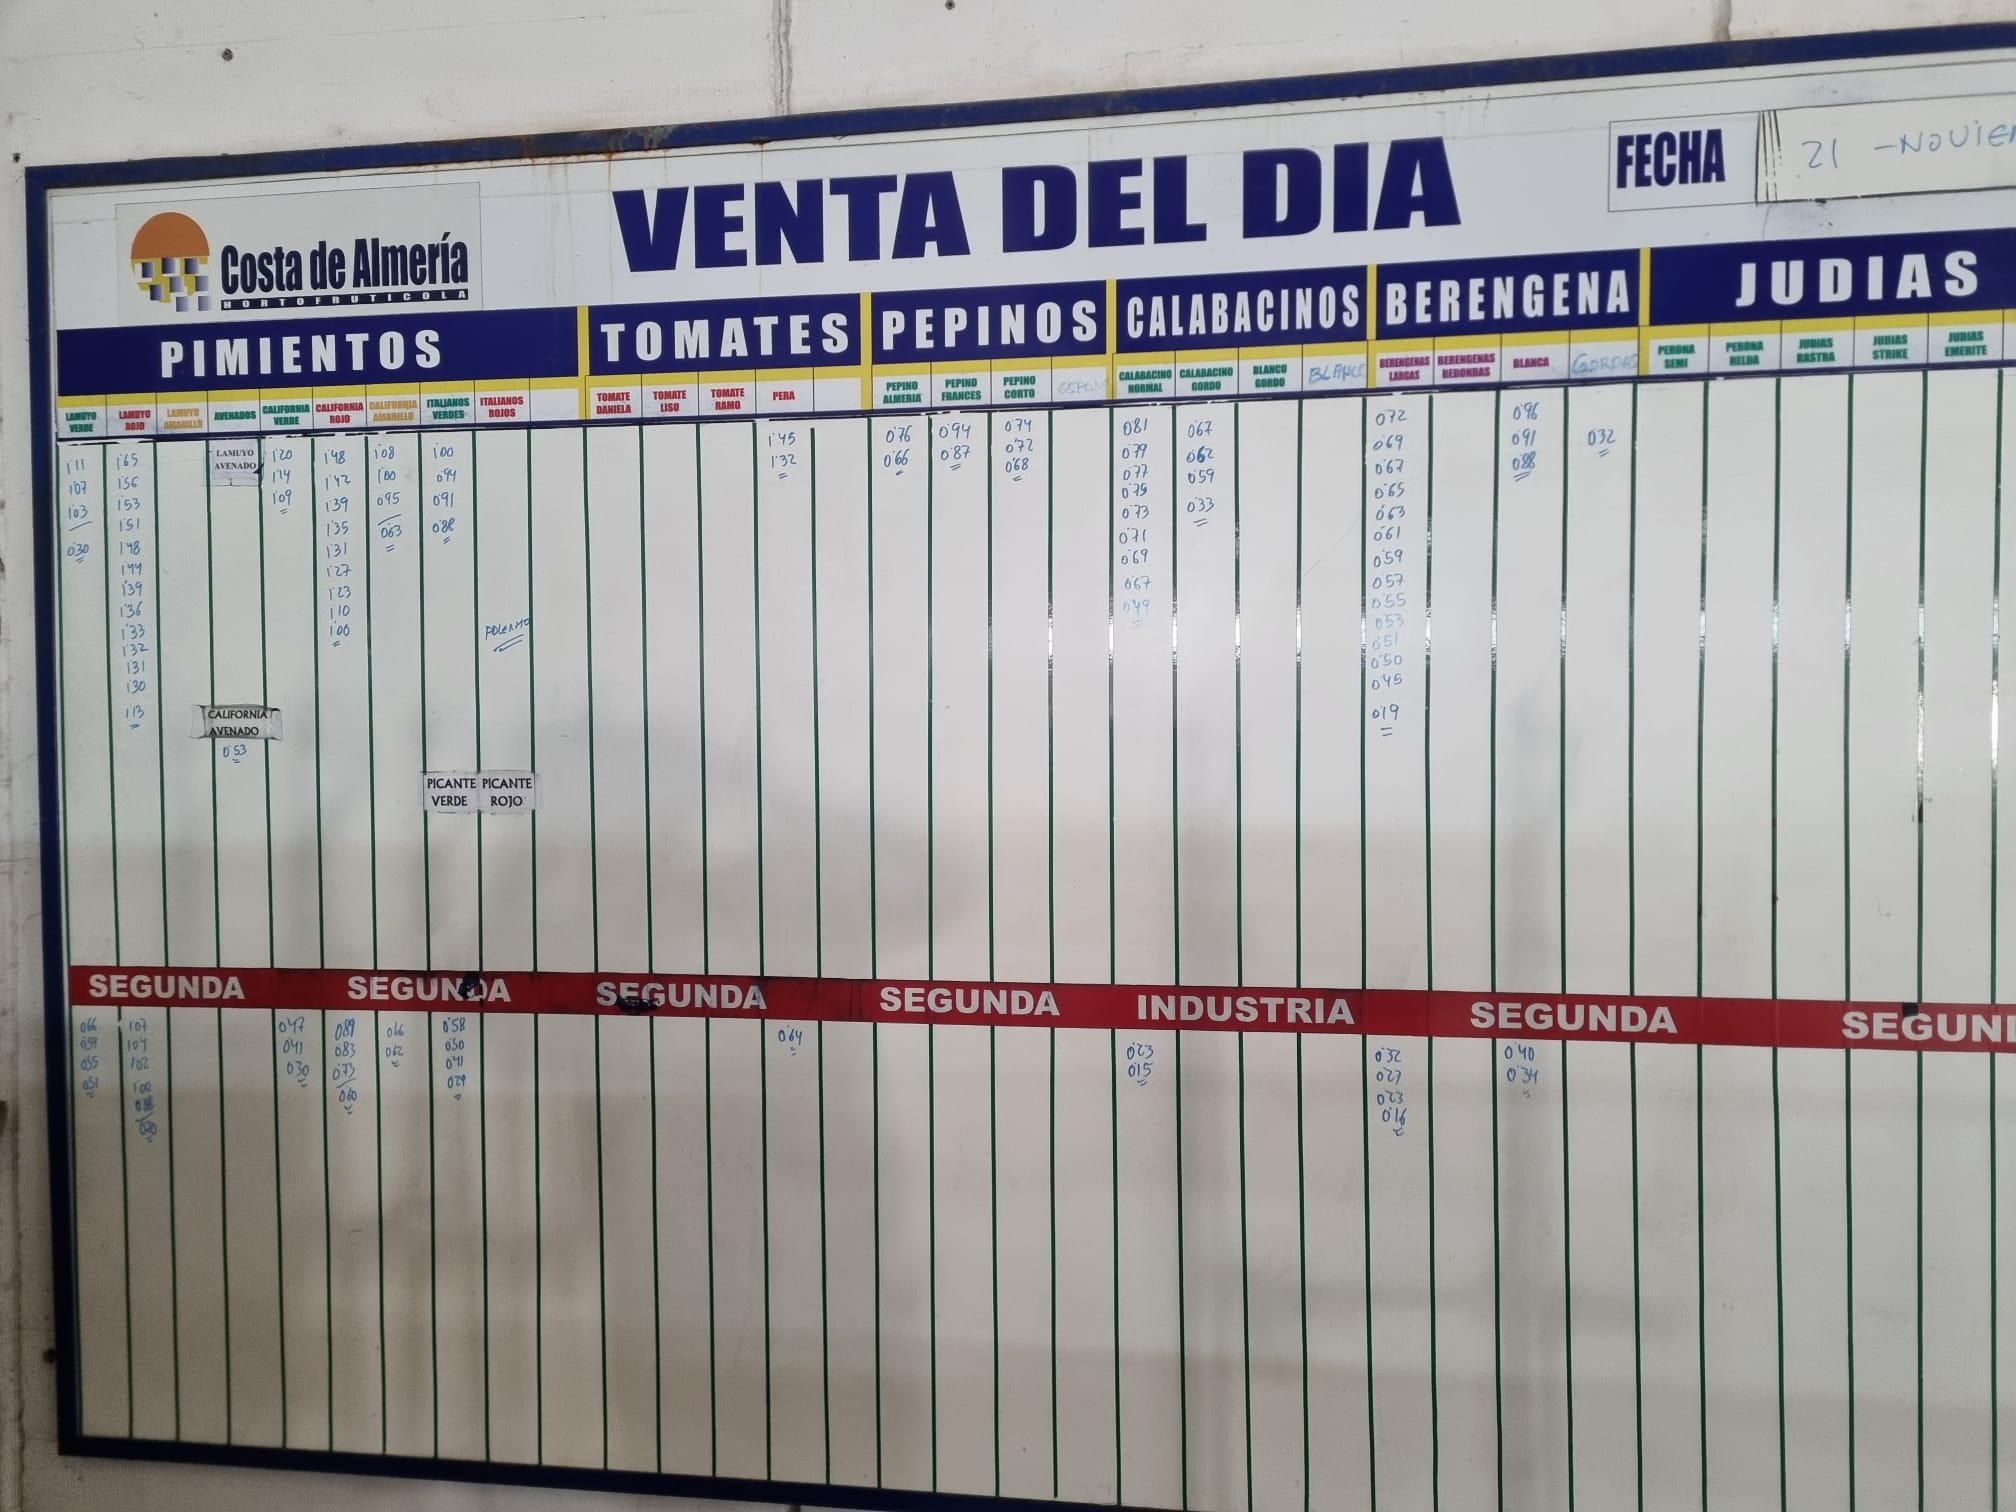 VENTA DEL DIA
FECHA
21 - NOVIEM
Costa de Almería
HORTOFRUTICOLA
PIMIENTOS
TOMATES
PEPINOS
CALABACINOS
BERENGENA
JUDIAS
LAMUYO VERDE
1'11
1'07
1'03
0'30
LAMUYO ROJO
1'65
1'56
1'53
1'51
1'48
1'44
1'39
1'36
1'33
1'32
1'31
1'30
1'13
LAMUYO AMARILLO
AVENADOS
LAMUYO
AVENADO
CALIFORNIA
AVENADO
0'53
CALIFORNIA VERDE
1'20
1'14
1'09
CALIFORNIA ROJO
1'48
1'42
1'39
1'35
1'31
1'27
1'23
1'10
1'00
CALIFORNIA AMARILLO
1'08
1'00
0'95
0'63
ITALIANOS VERDES
1'00
0'94
0'91
0'88
PICANTE
VERDE
ITALIANOS ROJOS
PICANTE
ROJO
TOMATE DANIELA
TOMATE LISO
TOMATE RAMO
PERA
1'45
1'32
PEPINO ALMERIA
0'76
0'66
PEPINO FRANCES
0'94
0'87
PEPINO CORTO
0'74
0'72
0'68
CALABACINO NORMAL
0'81
0'79
0'77
0'75
0'73
0'71
0'69
0'67
0'49
CALABACINO GORDO
0'67
0'62
0'59
0'33
BLANCO GORDO
BLANCO
BERENGENAS LARGAS
0'72
0'69
0'67
0'65
0'63
0'61
0'59
0'57
0'55
0'53
0'51
0'50
0'45
0'19
BERENGENAS REDONDAS
BLANCA
0'96
0'91
0'88
GORDAS
0'32
PERONA SEMI
PERONA HELDA
JUDIAS RASTRA
JUDIAS STRIKE
JUDIAS EMERITE
SEGUNDA
SEGUNDA
SEGUNDA
SEGUNDA
INDUSTRIA
SEGUNDA
SEGUN
0'66
0'59
0'55
0'51
1'07
1'04
1'02
1'00
0'47
0'41
0'30
0'89
0'83
0'73
0'60
0'66
0'62
0'58
0'50
0'41
0'29
0'64
0'23
0'15
0'32
0'27
0'23
0'16
0'40
0'34